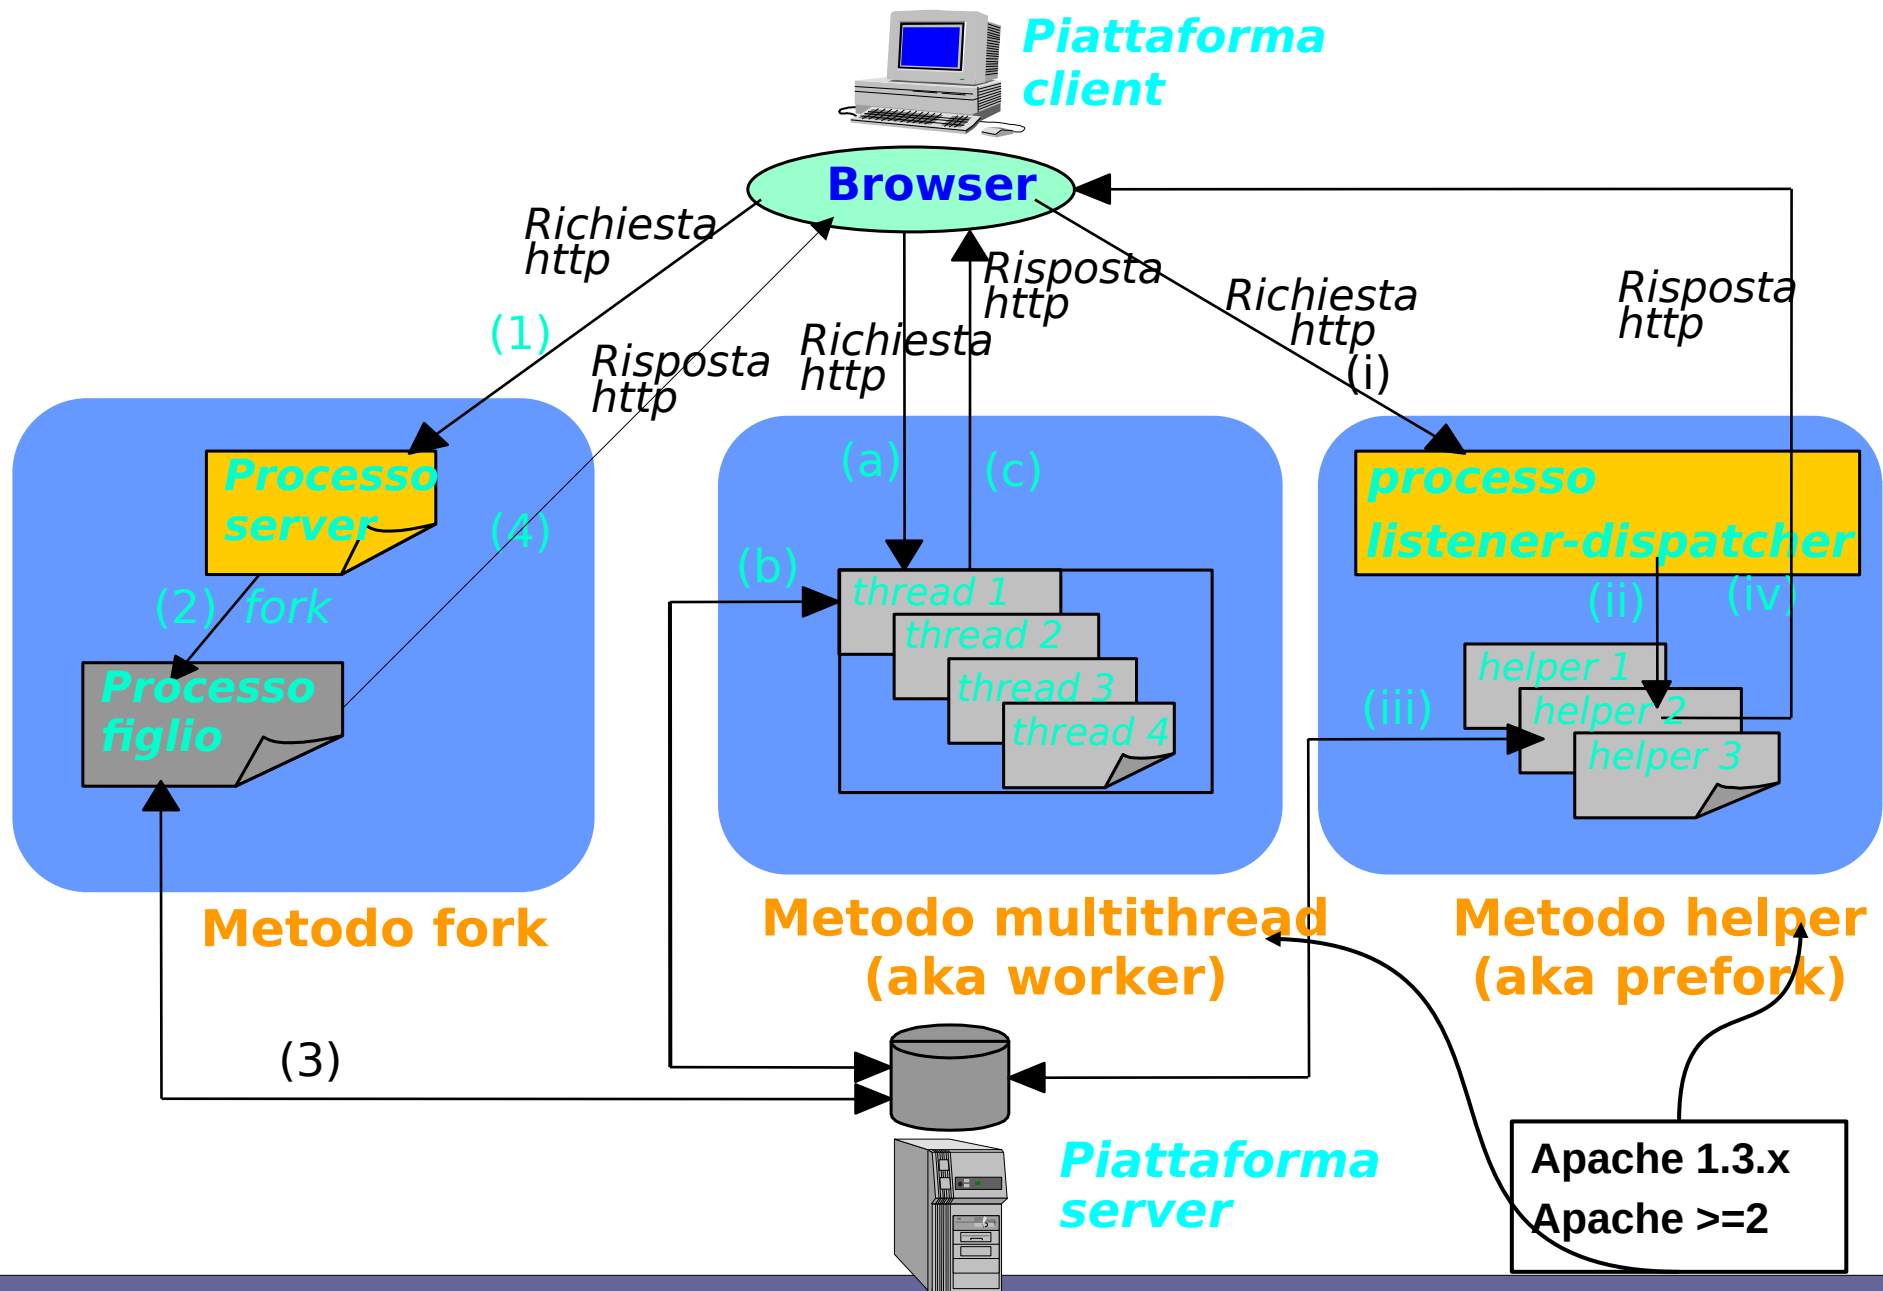 Piattaforma
client
Browser
Richiesta
http
(1)
Risposta
http
Richiesta
http
Risposta
http
Richiesta
http
(i)
Risposta
http
Processo
server
(4)
(2) fork
Processo
figlio
(3)
Metodo fork
(a)
(c)
(b)
thread 1
thread 2
thread 3
thread 4
Metodo multithread
(aka worker)
processo
listener-dispatcher
(ii)
(iv)
(iii)
helper 1
helper 2
helper 3
Metodo helper
(aka prefork)
Piattaforma
server
Apache 1.3.x
Apache >=2